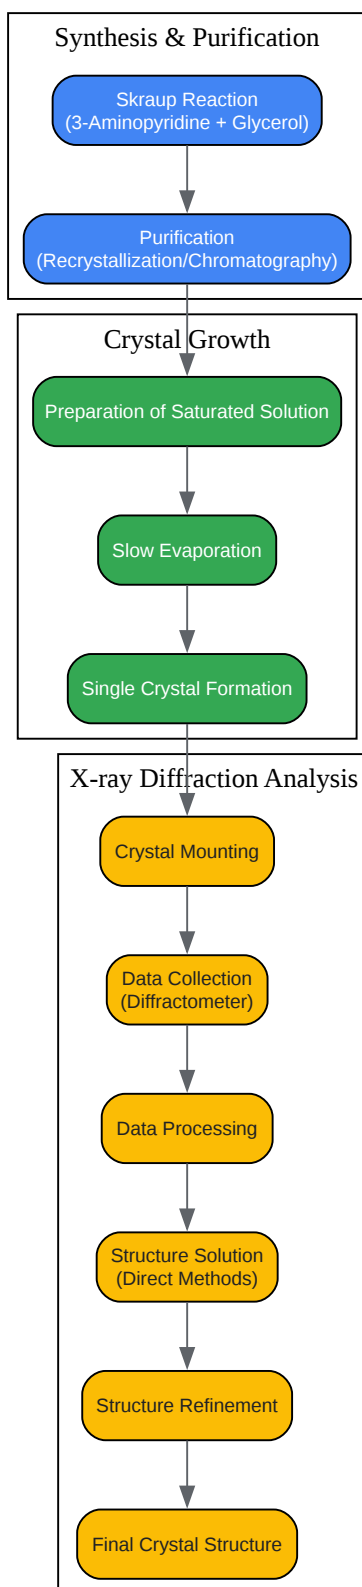 Synthesis & Purification
Skraup Reaction
(3-Aminopyridine + Glycerol)
Purification
(Recrystallization/Chromatography)
Crystal Growth
Preparation of Saturated Solution
Slow Evaporation
Single Crystal Formation
X-ray Diffraction Analysis
Crystal Mounting
Data Collection
(Diffractometer)
Data Processing
Structure Solution
(Direct Methods)
Structure Refinement
Final Crystal Structure